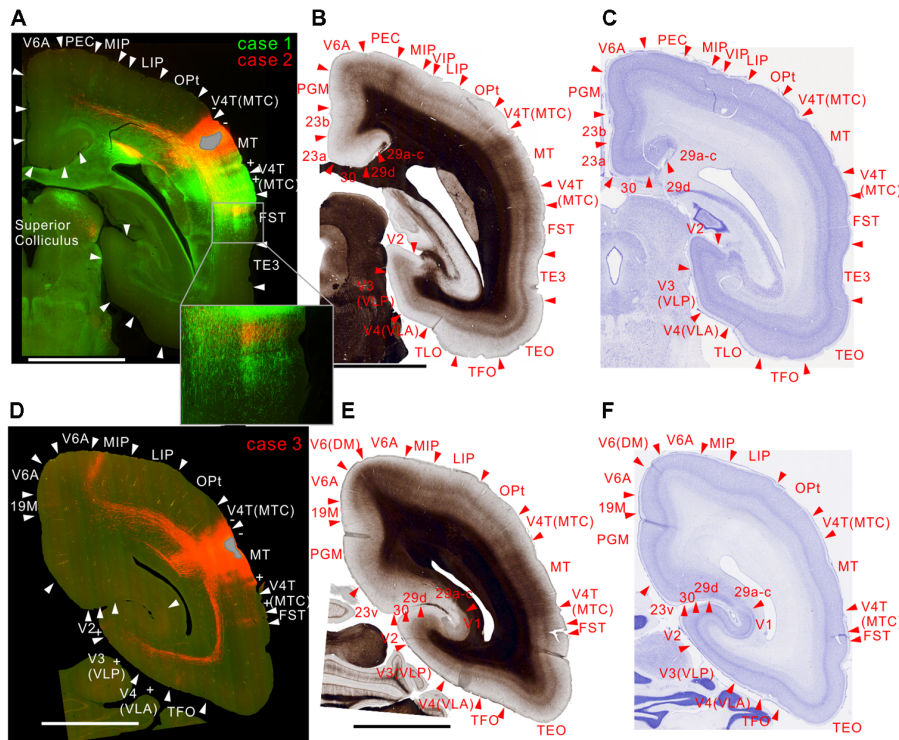 A
V6A
PEC
MIP
LIP
OPt
case 1
case 2
V4T(MTC)
-
-
MT
+
V4T
+
(MTC)
FST
TE3
Superior
Colliculus
B
V6A
PEC
MIP
VIP
LIP
OPt
V4T(MTC)
MT
V4T
(MTC)
FST
TE3
TEO
TFO
TLO
V4(VLA)
V3
(VLP)
V2
PGM
23b
23a
30
29d
29a-c
C
V6A
PEC
MIP
VIP
LIP
OPt
V4T(MTC)
MT
V4T
(MTC)
FST
TE3
TEO
TFO
TLO
V4(VLA)
V3
(VLP)
V2
PGM
23b
23a
30
29d
29a-c
D
V6A
V6A
MIP
LIP
OPt
case 3
19M
V4T(MTC)
-
-
MT
+
V4T
+
(MTC)
FST
V2
+
V3 +
(VLP)
V4 +
(VLA)
TFO
E
V6(DM)
V6A
MIP
LIP
OPt
V4T(MTC)
MT
V4T
(MTC)
FST
TEO
TFO
V4(VLA)
V3(VLP)
V2
V6A
19M
PGM
23v
30
29d
29a-c
V1
F
V6(DM)
V6A
MIP
LIP
OPt
V4T(MTC)
MT
V4T
(MTC)
FST
TEO
TFO
V4(VLA)
V3(VLP)
V2
V6A
19M
PGM
23v
30
29d
29a-c
V1